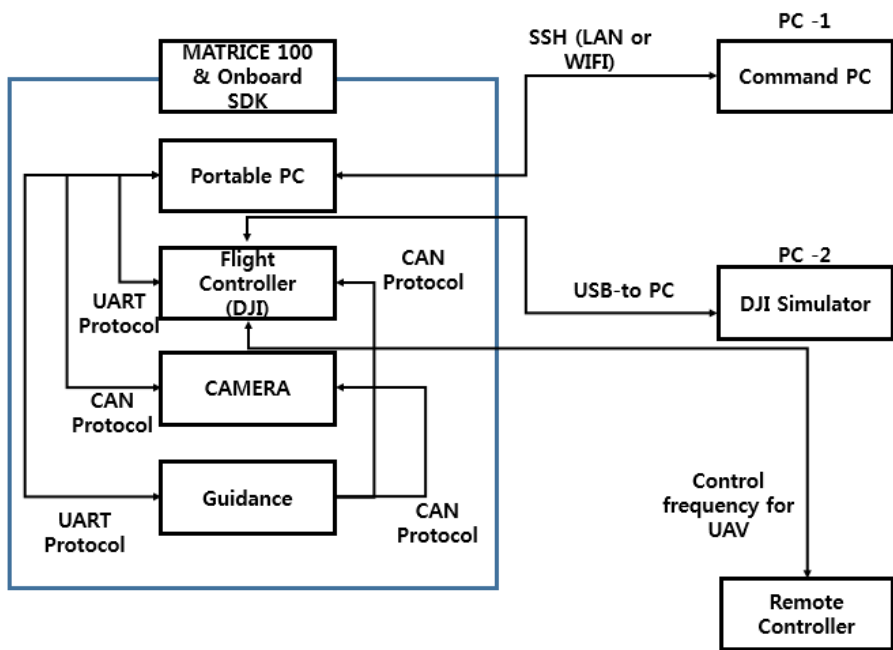 MATRICE 100
& Onboard
SDK
SSH (LAN or
WIFI)
PC -1
Command PC
Portable PC
Flight
Controller
(DJI)
CAN
Protocol
UART
Protocol
USB-to PC
PC -2
DJI Simulator
CAMERA
CAN
Protocol
Guidance
UART
Protocol
CAN
Protocol
Control
frequency for
UAV
Remote
Controller